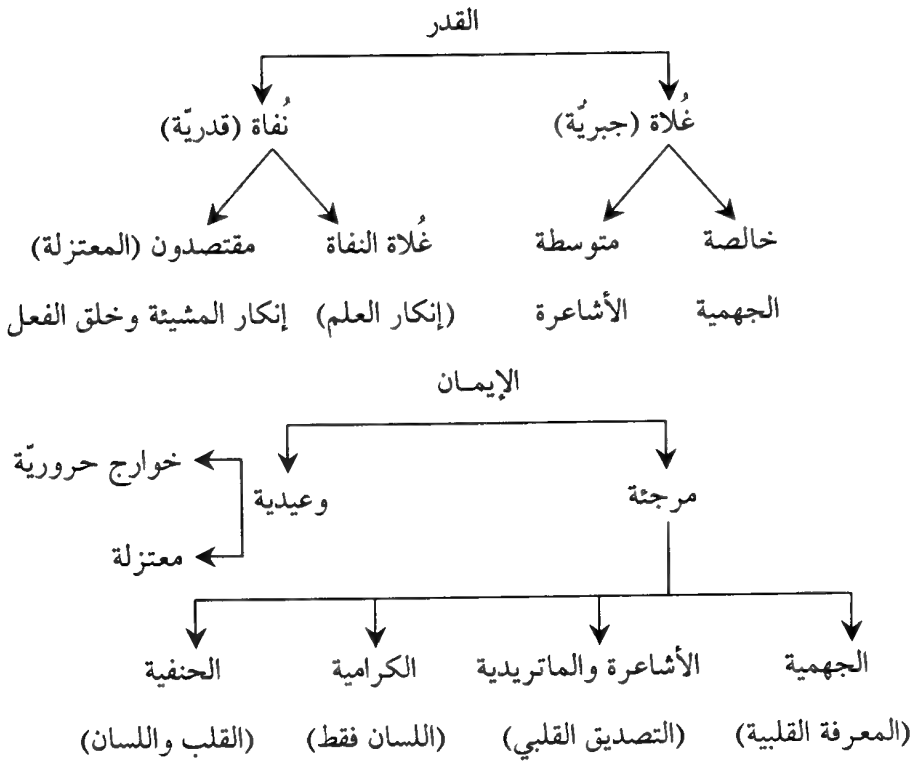 القدر
غُلاة (جبريّة) نُفاة (قدريّة)
خالصة متوسطة غُلاة النفاة مقتصدون (المعتزلة)
الجهمية الأشاعرة (إنكار العلم) إنكار المشيئة وخلق الفعل
الإيمـان
خوارج حروريّة
مرجئة وعيدية
معتزلة
الجهمية الأشاعرة والماتريدية الكرامية الحنفية
(المعرفة القلبية) (التصديق القلبي) (اللسان فقط) (القلب واللسان)